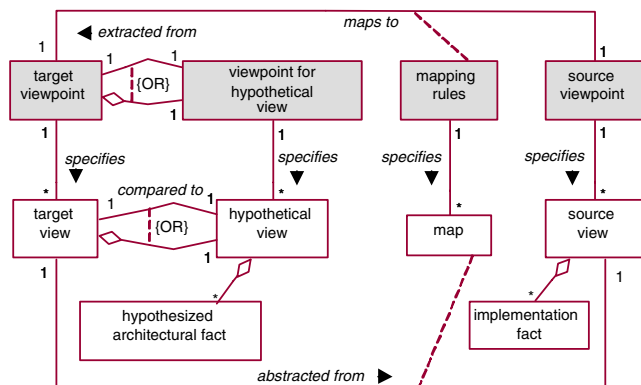 maps to
extracted from
1
1
1
1
target
viewpoint
{OR}
viewpoint for
hypothetical
view
mapping
rules
source
viewpoint
1
1
1
1
1
specifies
specifies
specifies
specifies
*
compared to
*
*
*
target
view
1
1
{OR}
1
hypothetical
view
map
source
view
1
1
*
hypothesized
architectural fact
*
implementation
fact
abstracted from